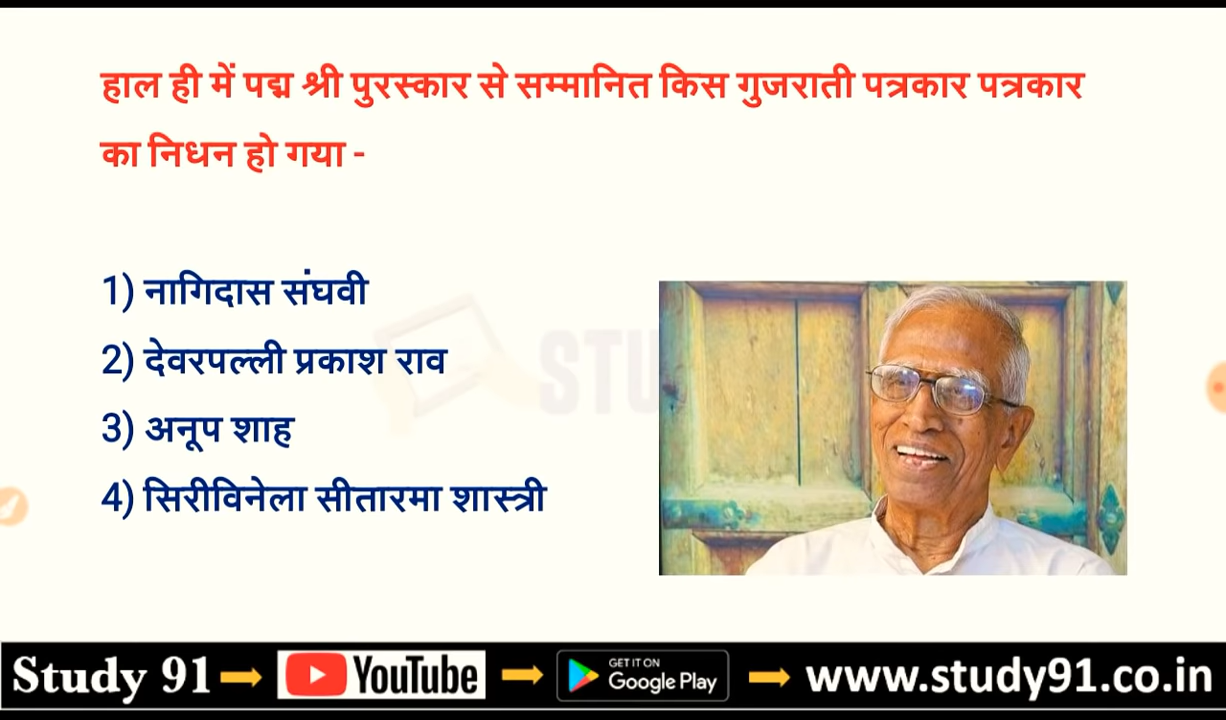 हाल ही में पद्म श्री पुरस्कार से सम्मानित किस गुजराती पत्रकार पत्रकार
का निधन हो गया -
1) नागिदास संघवी
2) देवरपल्ली प्रकाश राव
3) अनूप शाह
4) सिरीविनेला सीतारमा शास्त्री
STU
Study 91 YouTube GET IT ON Google Play www.study91.co.in